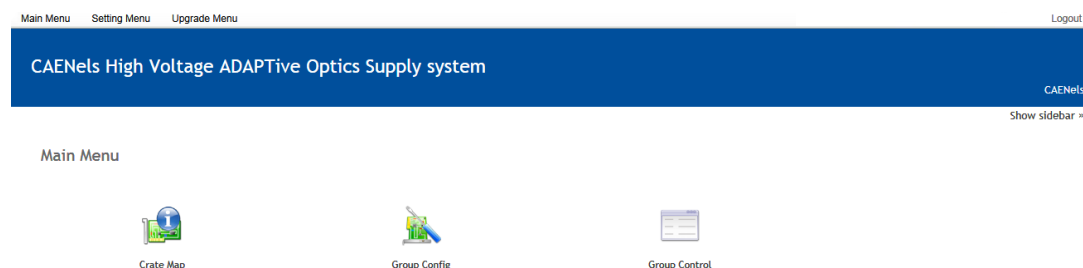 Main Menu Setting Menu Upgrade Menu Logout
CAENels High Voltage ADAPTive Optics Supply system
CAENels
Show sidebar »
Main Menu
Crate Map Group Config Group Control